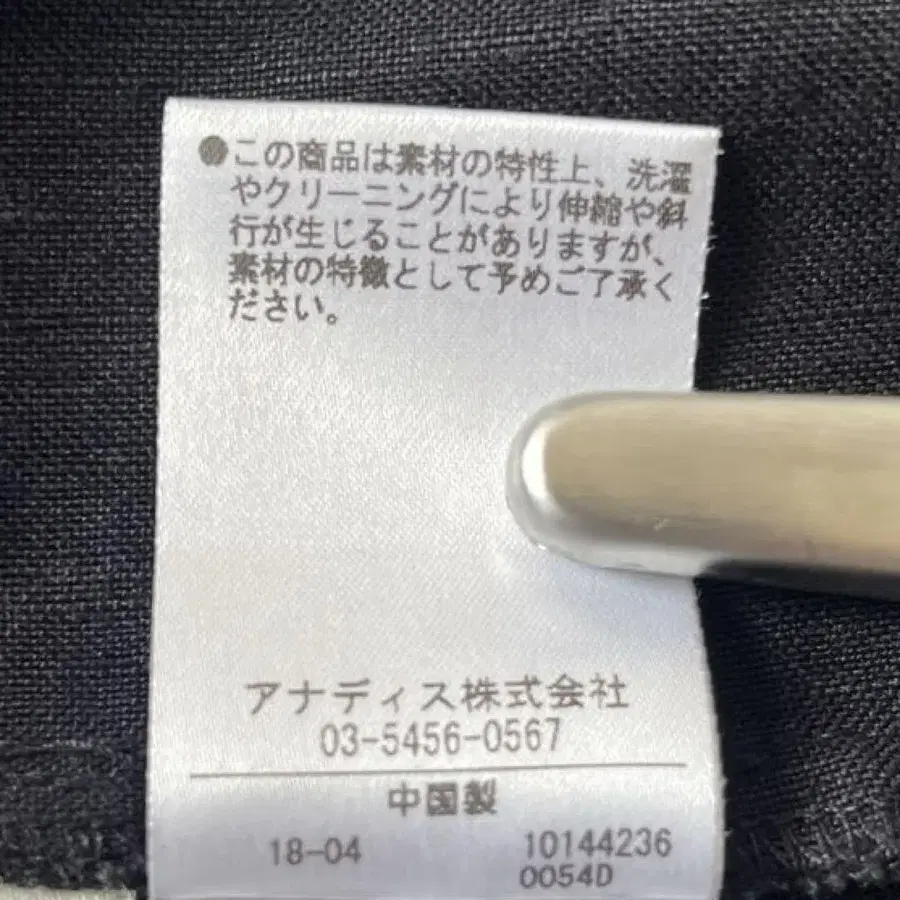 ●この商品は素材の特性上、洗濯
やクリーニングにより伸縮や斜
行が生じることがありますが、
素材の特徴として予めご了承く
ださい。
アナディス株式会社
03-5456-0567
中国製
18-04 10144236
0054D